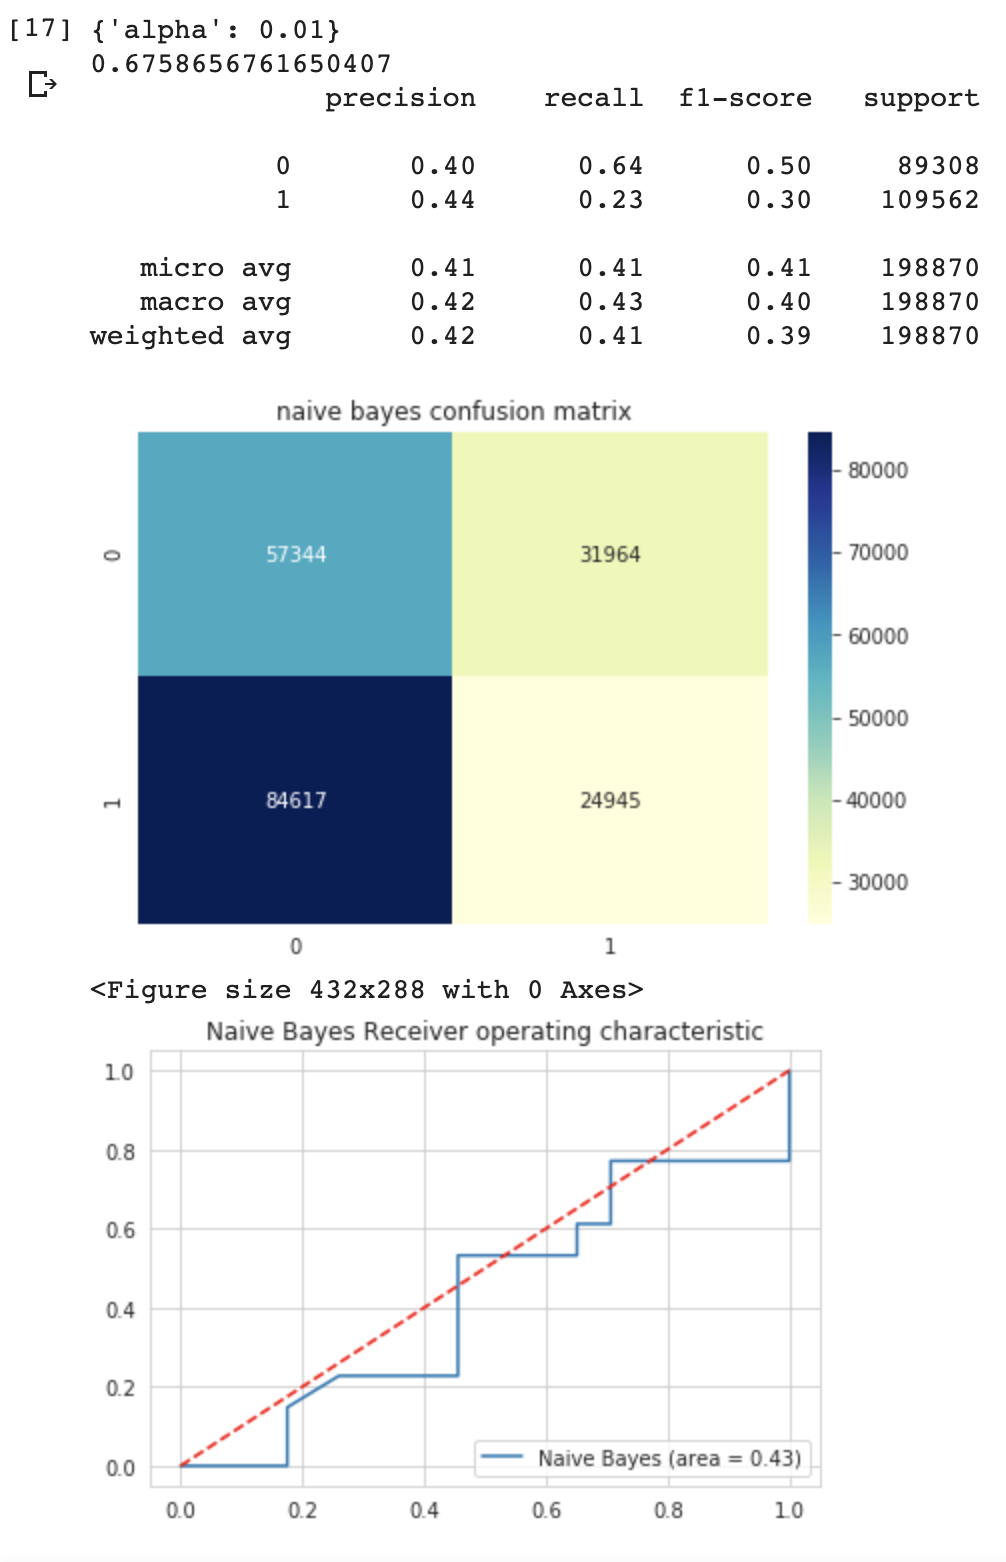 [17] {'alpha': 0.01}
0.6758656761650407
precision recall f1-score support
0 0.40 0.64 0.50 89308
1 0.44 0.23 0.30 109562
micro avg 0.41 0.41 0.41 198870
macro avg 0.42 0.43 0.40 198870
weighted avg 0.42 0.41 0.39 198870
naive bayes confusion matrix
80000
70000
60000
50000
40000
30000
0 57344 31964
1 84617 24945
0 1
<Figure size 432x288 with 0 Axes>
Naive Bayes Receiver operating characteristic
1.0
0.8
0.6
0.4
0.2
0.0
Naive Bayes (area = 0.43)
0.0 0.2 0.4 0.6 0.8 1.0